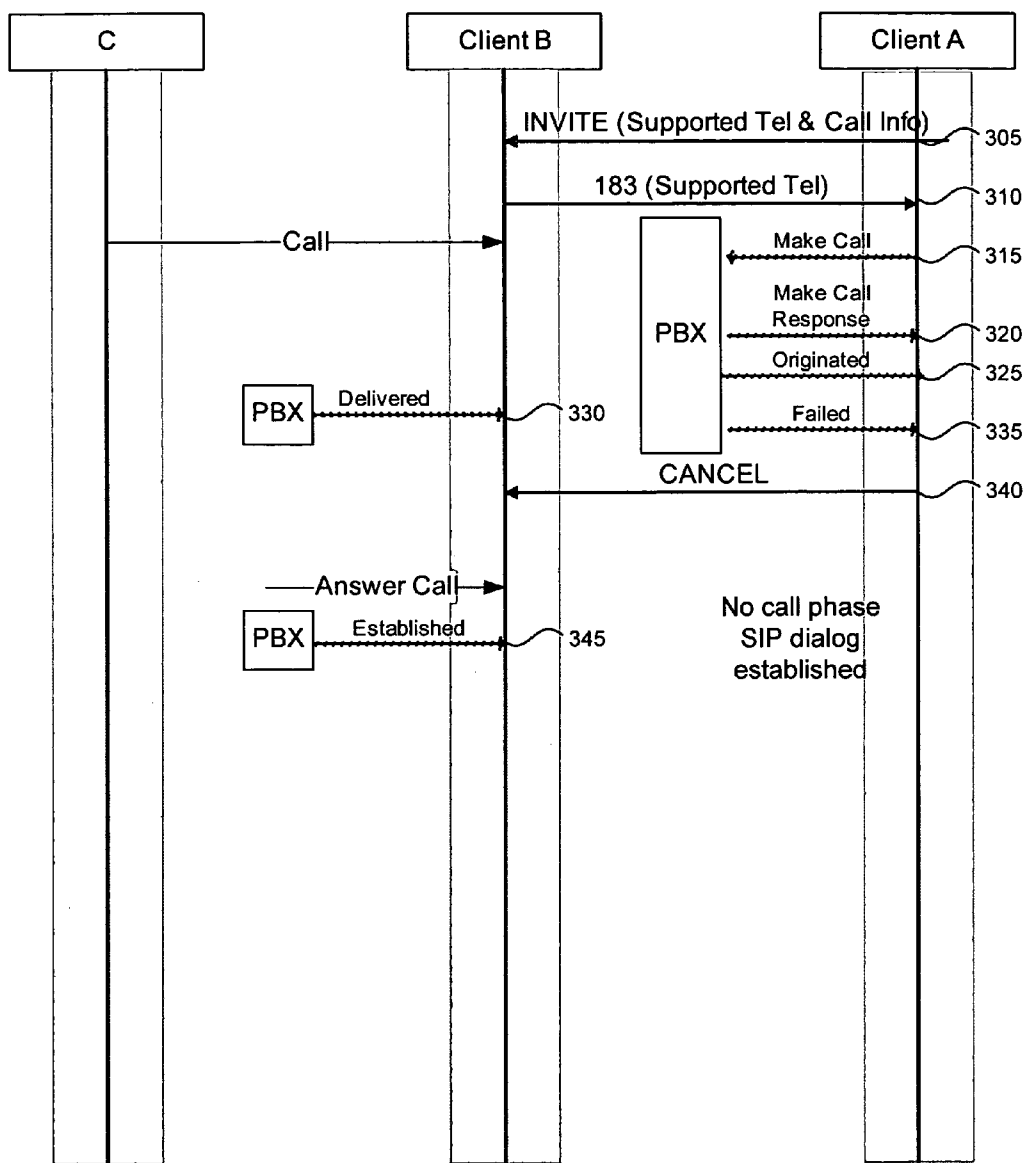 C
Client B
Client A
INVITE (Supported Tel & Call Info)
305
183 (Supported Tel)
310
Call
Make Call
315
PBX
Make Call
Response
320
Originated
325
PBX
Delivered
330
Failed
335
CANCEL
340
Answer Call
PBX
Established
345
No call phase
SIP dialog
established